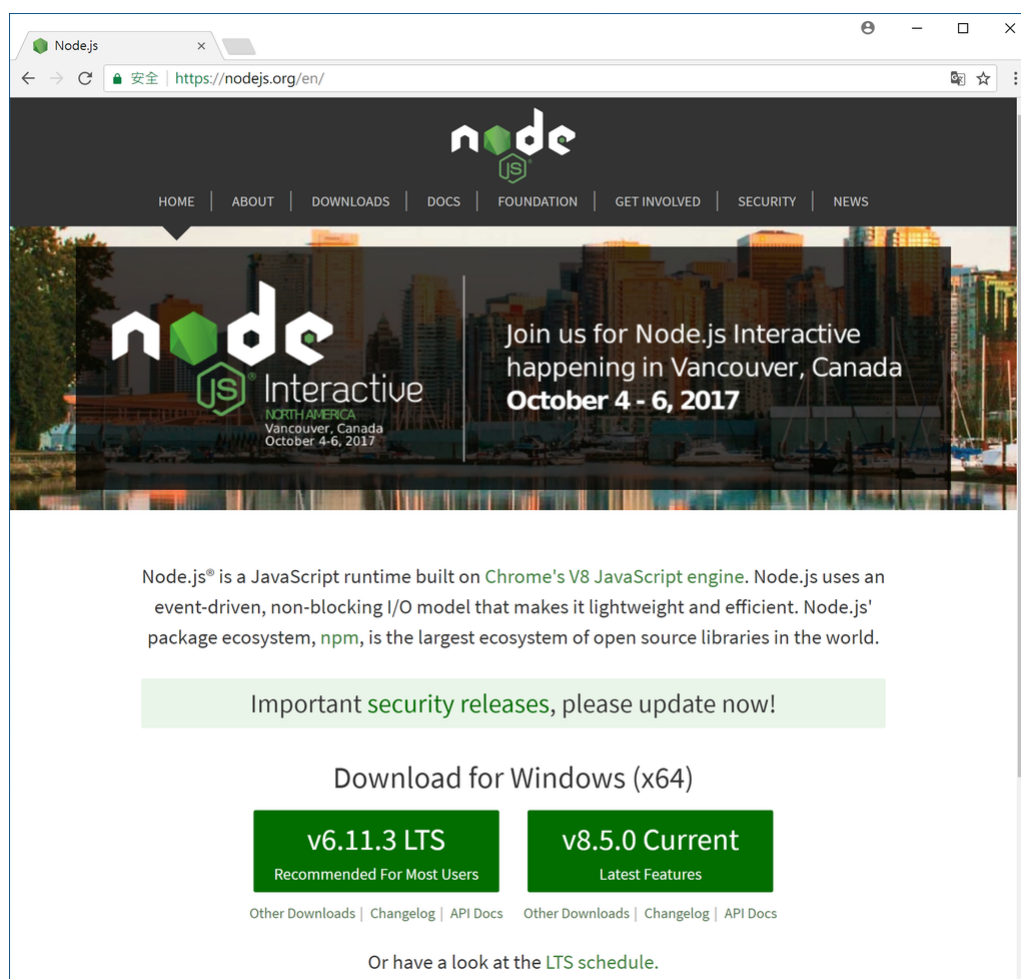 Node.js
安全 https://nodejs.org/en/
node
JS
HOME ABOUT DOWNLOADS DOCS FOUNDATION GET INVOLVED SECURITY NEWS
node
JS
Interactive
NORTH AMERICA
Vancouver, Canada
October 4-6, 2017
Join us for Node.js Interactive
happening in Vancouver, Canada
October 4 - 6, 2017
Node.js® is a JavaScript runtime built on Chrome's V8 JavaScript engine. Node.js uses an
event-driven, non-blocking I/O model that makes it lightweight and efficient. Node.js'
package ecosystem, npm, is the largest ecosystem of open source libraries in the world.
Important security releases, please update now!
Download for Windows (x64)
v6.11.3 LTS
Recommended For Most Users
v8.5.0 Current
Latest Features
Other Downloads | Changelog | API Docs
Other Downloads | Changelog | API Docs
Or have a look at the LTS schedule.